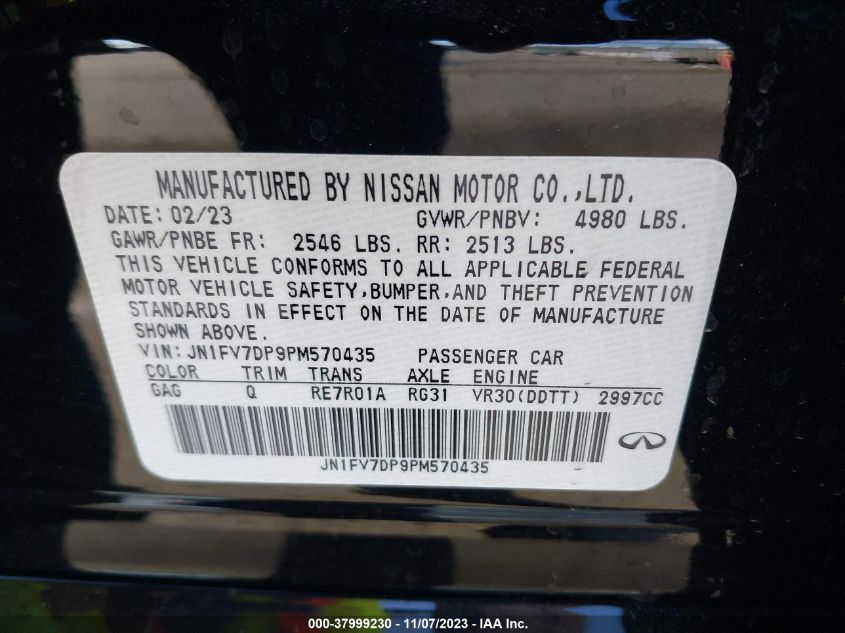 MANUFACTURED BY NISSAN MOTOR CO.,LTD.
DATE: 02/23 GVWR/PNBV: 4980 LBS.
GAWR/PNBE FR: 2546 LBS. RR: 2513 LBS.
THIS VEHICLE CONFORMS TO ALL APPLICABLE FEDERAL
MOTOR VEHICLE SAFETY,BUMPER,AND THEFT PREVENTION
STANDARDS IN EFFECT ON THE DATE OF MANUFACTURE
SHOWN ABOVE.
VIN:JN1FV7DP9PM570435 PASSENGER CAR
COLOR TRIM TRANS AXLE ENGINE
GAG Q RE7R01A RG31 VR30(DDTT) 2997CC
JN1FV7DP9PM570435
000-37999230 - 11/07/2023 - IAA Inc.